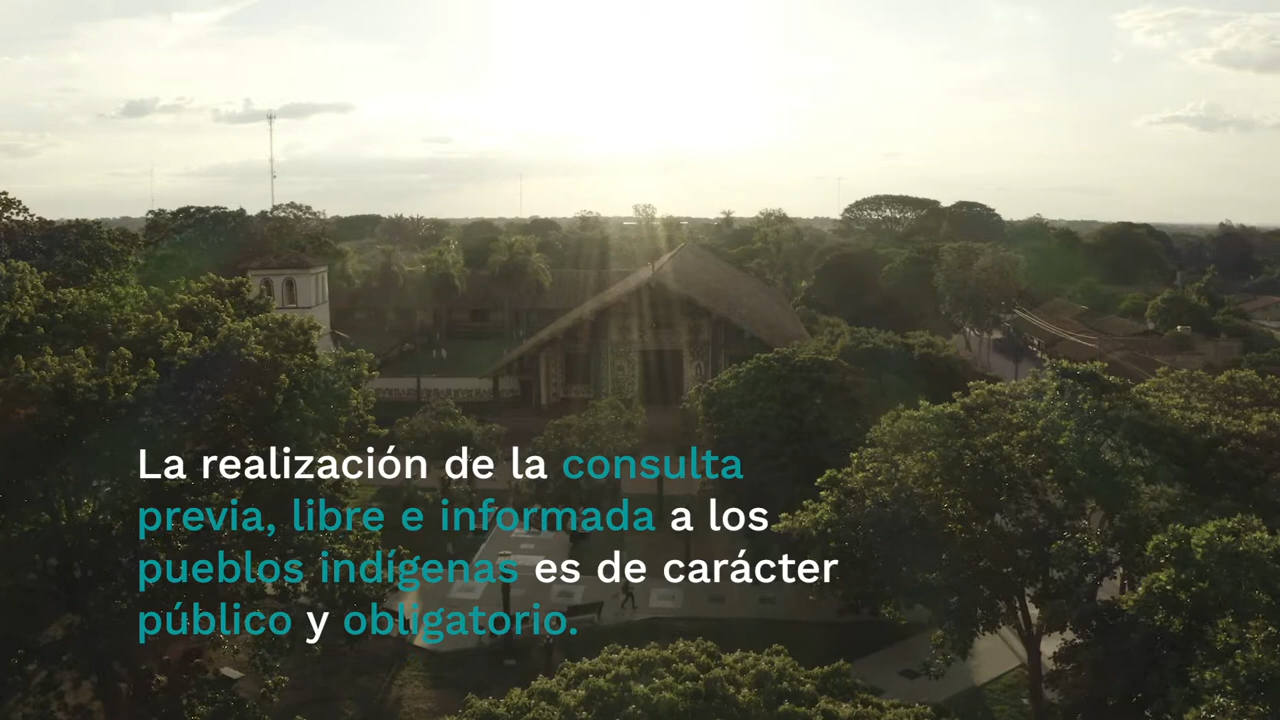 La realización de la consulta
previa, libre e informada a los
pueblos indígenas es de carácter
público y obligatorio.